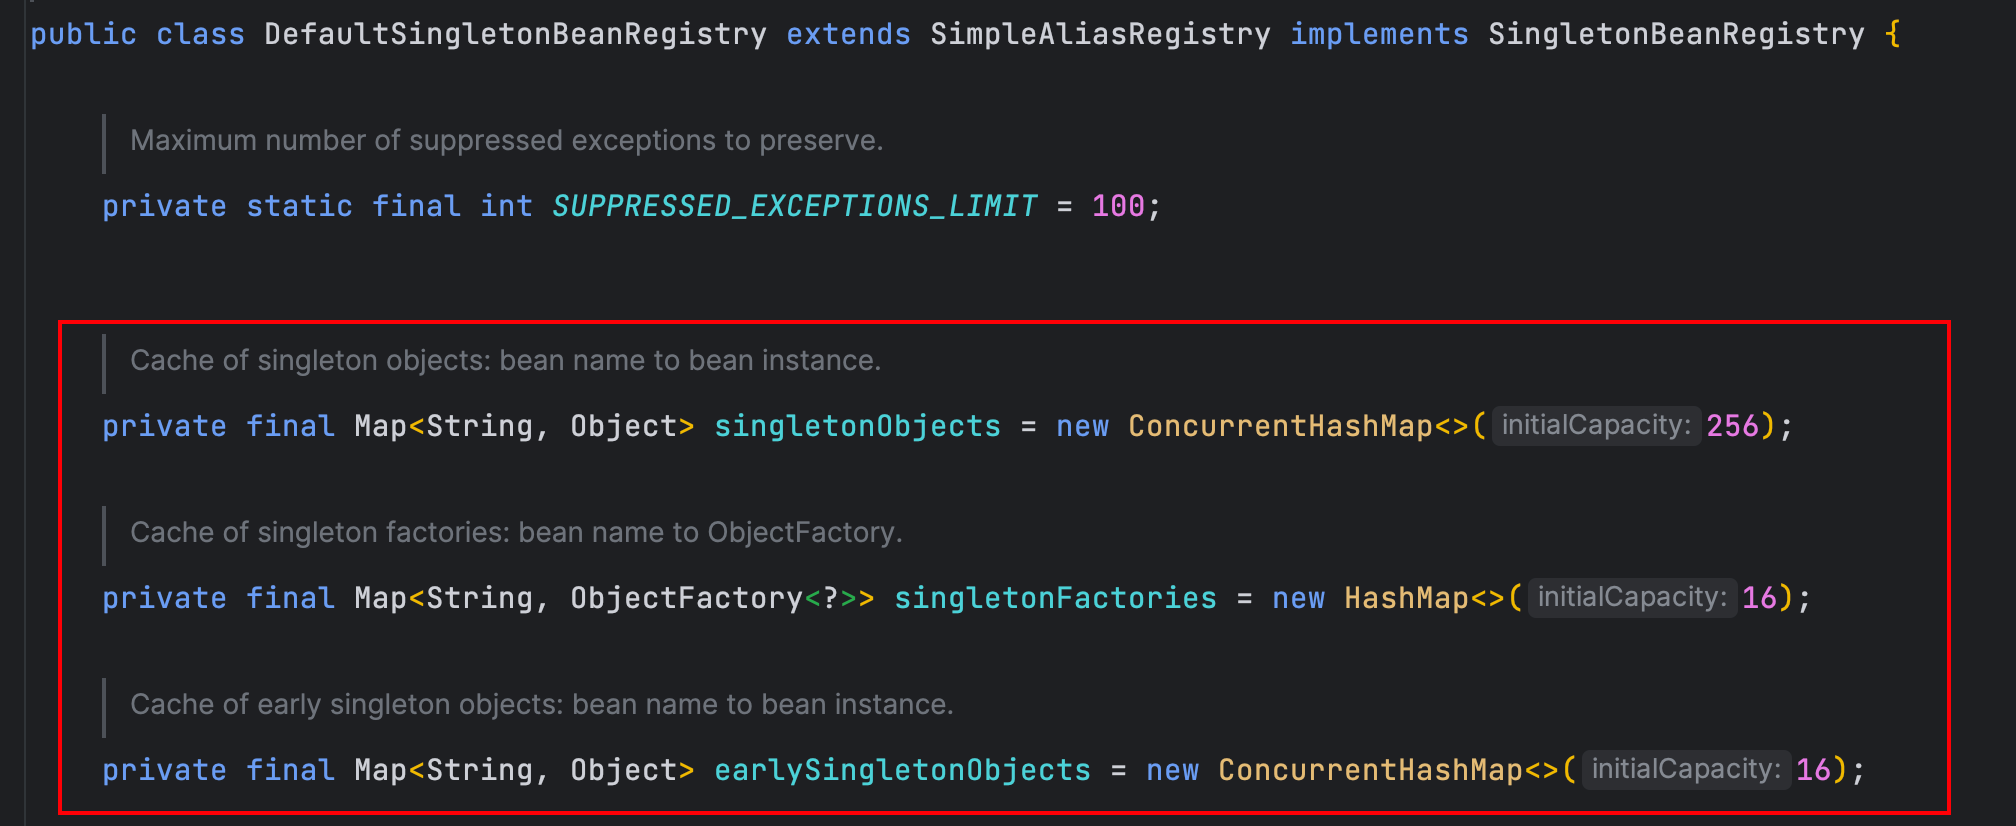 public class DefaultSingletonBeanRegistry extends SimpleAliasRegistry implements SingletonBeanRegistry {
Maximum number of suppressed exceptions to preserve.
private static final int SUPPRESSED_EXCEPTIONS_LIMIT = 100;
Cache of singleton objects: bean name to bean instance.
private final Map<String, Object> singletonObjects = new ConcurrentHashMap<>( initialCapacity: 256);
Cache of singleton factories: bean name to ObjectFactory.
private final Map<String, ObjectFactory<?>> singletonFactories = new HashMap<>( initialCapacity: 16);
Cache of early singleton objects: bean name to bean instance.
private final Map<String, Object> earlySingletonObjects = new ConcurrentHashMap<>( initialCapacity: 16);